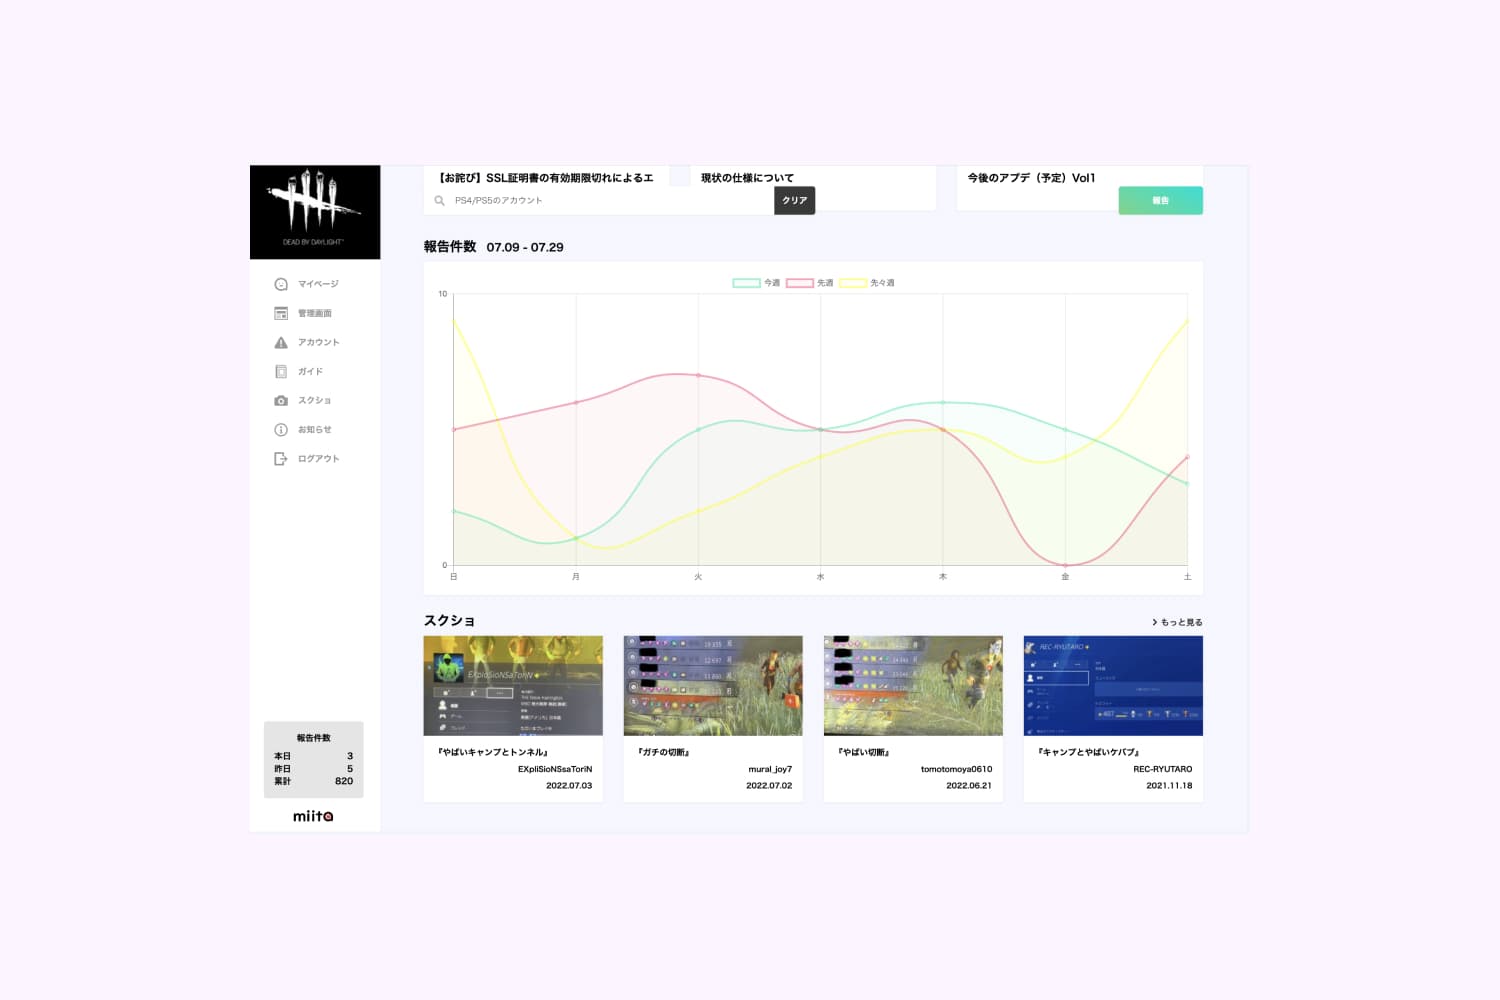 DEAD BY DAYLIGHT™
マイページ
管理画面
アカウント
ガイド
スクショ
お知らせ
ログアウト
報告件数
本日 3
昨日 5
累計 820
miita
【お詫び】SSL証明書の有効期限切れによるエ
現状の仕様について
今後のアプデ（予定）Vol1
PS4/PS5のアカウント
クリア
報告
報告件数 07.09 - 07.29
今週 先週 先々週
10
0
日 月 火 水 木 金 土
スクショ
もっと見る
EXpliSioNSaToriN
REC-RYUTARO
『やばいキャンプとトンネル』
EXpliSioNSsaToriN
2022.07.03
『ガチの切断』
mural_joy7
2022.07.02
『やばい切断』
tomotomoya0610
2022.06.21
『キャンプとやばいケバブ』
REC-RYUTARO
2021.11.18